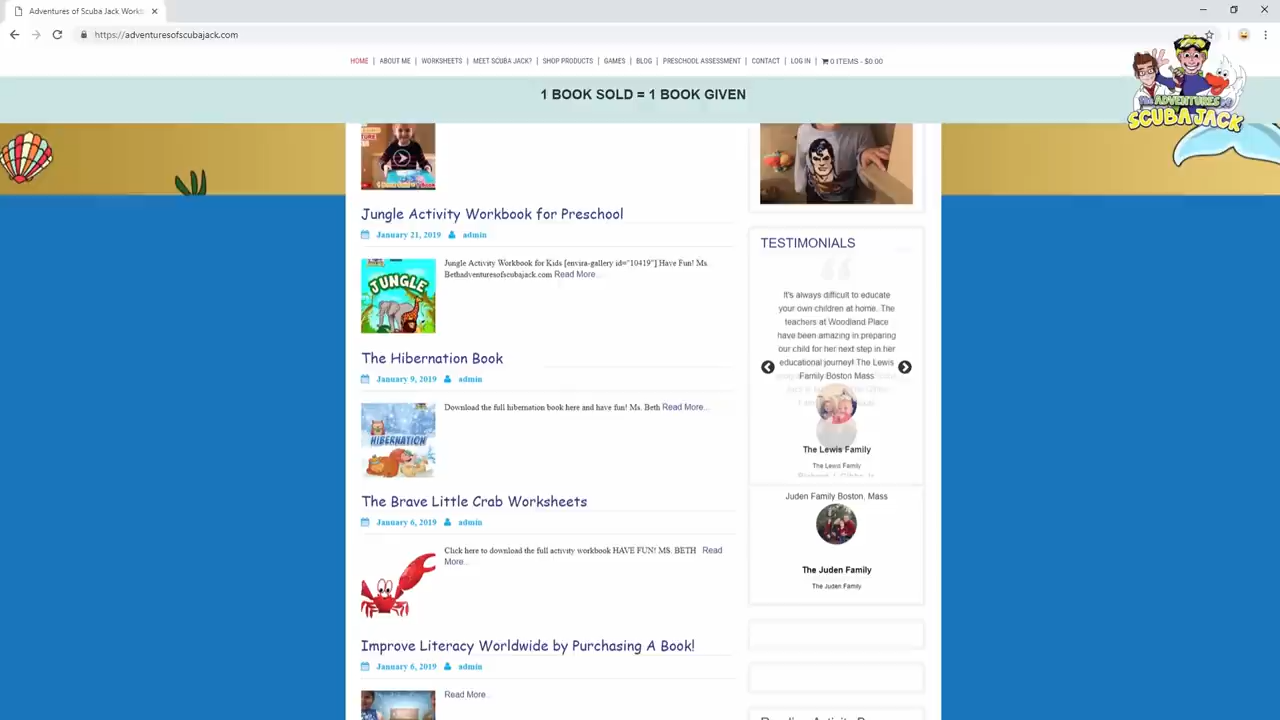 Adventures of Scuba Jack Works
https://adventuresofscubajack.com
HOME | ABOUT ME | WORKSHEETS | MEET SCUBA JACK? | SHOP PRODUCTS | GAMES | BLOG | PRESCHOOL ASSESSMENT | CONTACT | LOG IN | 0 ITEMS - $0.00
THE ADVENTURES OF
SCUBA JACK
1 BOOK SOLD = 1 BOOK GIVEN
Jungle Activity Workbook for Preschool
January 21, 2019 admin
JUNGLE
Jungle Activity Workbook for Kids [envira-gallery id="10419"] Have Fun! Ms.
Bethadventuresofscubajack.com Read More...
The Hibernation Book
January 9, 2019 admin
HIBERNATION
Download the full hibernation book here and have fun! Ms. Beth Read More...
The Brave Little Crab Worksheets
January 6, 2019 admin
Click here to download the full activity workbook HAVE FUN! MS. BETH Read
More...
Improve Literacy Worldwide by Purchasing A Book!
January 6, 2019 admin
Read More...
TESTIMONIALS
It's always difficult to educate
your own children at home. The
teachers at Woodland Place
have been amazing in preparing
our child for her next step in her
educational journey! The Lewis
Family Boston Mass
The Lewis Family
The Lewis Family
Juden Family Boston, Mass
The Juden Family
The Juden Family